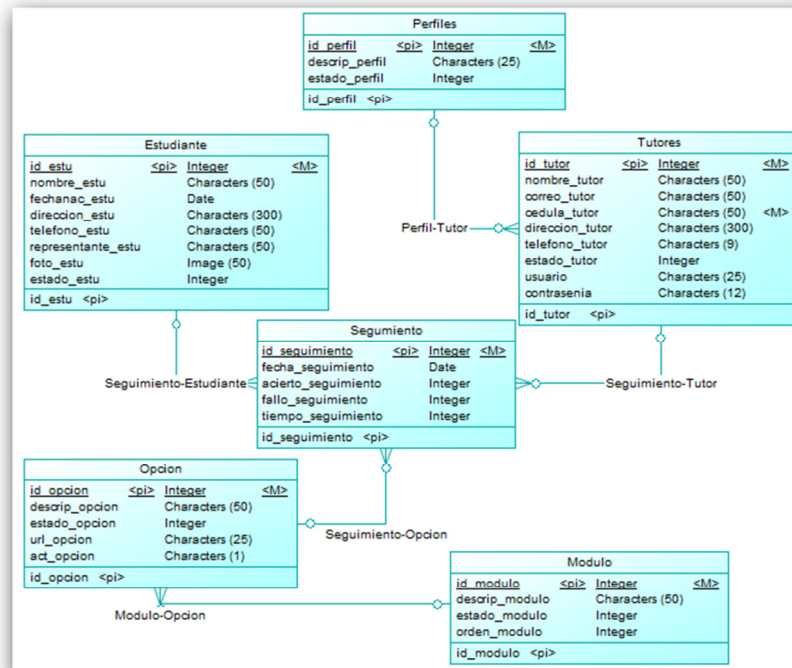 Perfiles
id_perfil <pi> Integer <M>
descrip_perfil Characters (25)
estado_perfil Integer
id_perfil <pi>
Estudiante
id_estu <pi> Integer <M>
nombre_estu Characters (50)
fechanac_estu Date
direccion_estu Characters (300)
telefono_estu Characters (50)
representante_estu Characters (50)
foto_estu Image (50)
estado_estu Integer
id_estu <pi>
Tutores
id_tutor <pi> Integer <M>
nombre_tutor Characters (50)
correo_tutor Characters (50)
cedula_tutor Characters (50) <M>
direccion_tutor Characters (300)
telefono_tutor Characters (9)
estado_tutor Integer
usuario Characters (25)
contrasenia Characters (12)
id_tutor <pi>
Perfil-Tutor
Segumiento
id_seguimiento <pi> Integer <M>
fecha_seguimiento Date
acierto_seguimiento Integer
fallo_seguimiento Integer
tiempo_seguimiento Integer
id_seguimiento <pi>
Seguimiento-Estudiante
Seguimiento-Tutor
Opcion
id_opcion <pi> Integer <M>
descrip_opcion Characters (50)
estado_opcion Integer
url_opcion Characters (25)
act_opcion Characters (1)
id_opcion <pi>
Seguimiento-Opcion
Modulo
id_modulo <pi> Integer <M>
descrip_modulo Characters (50)
estado_modulo Integer
orden_modulo Integer
id_modulo <pi>
Modulo-Opcion